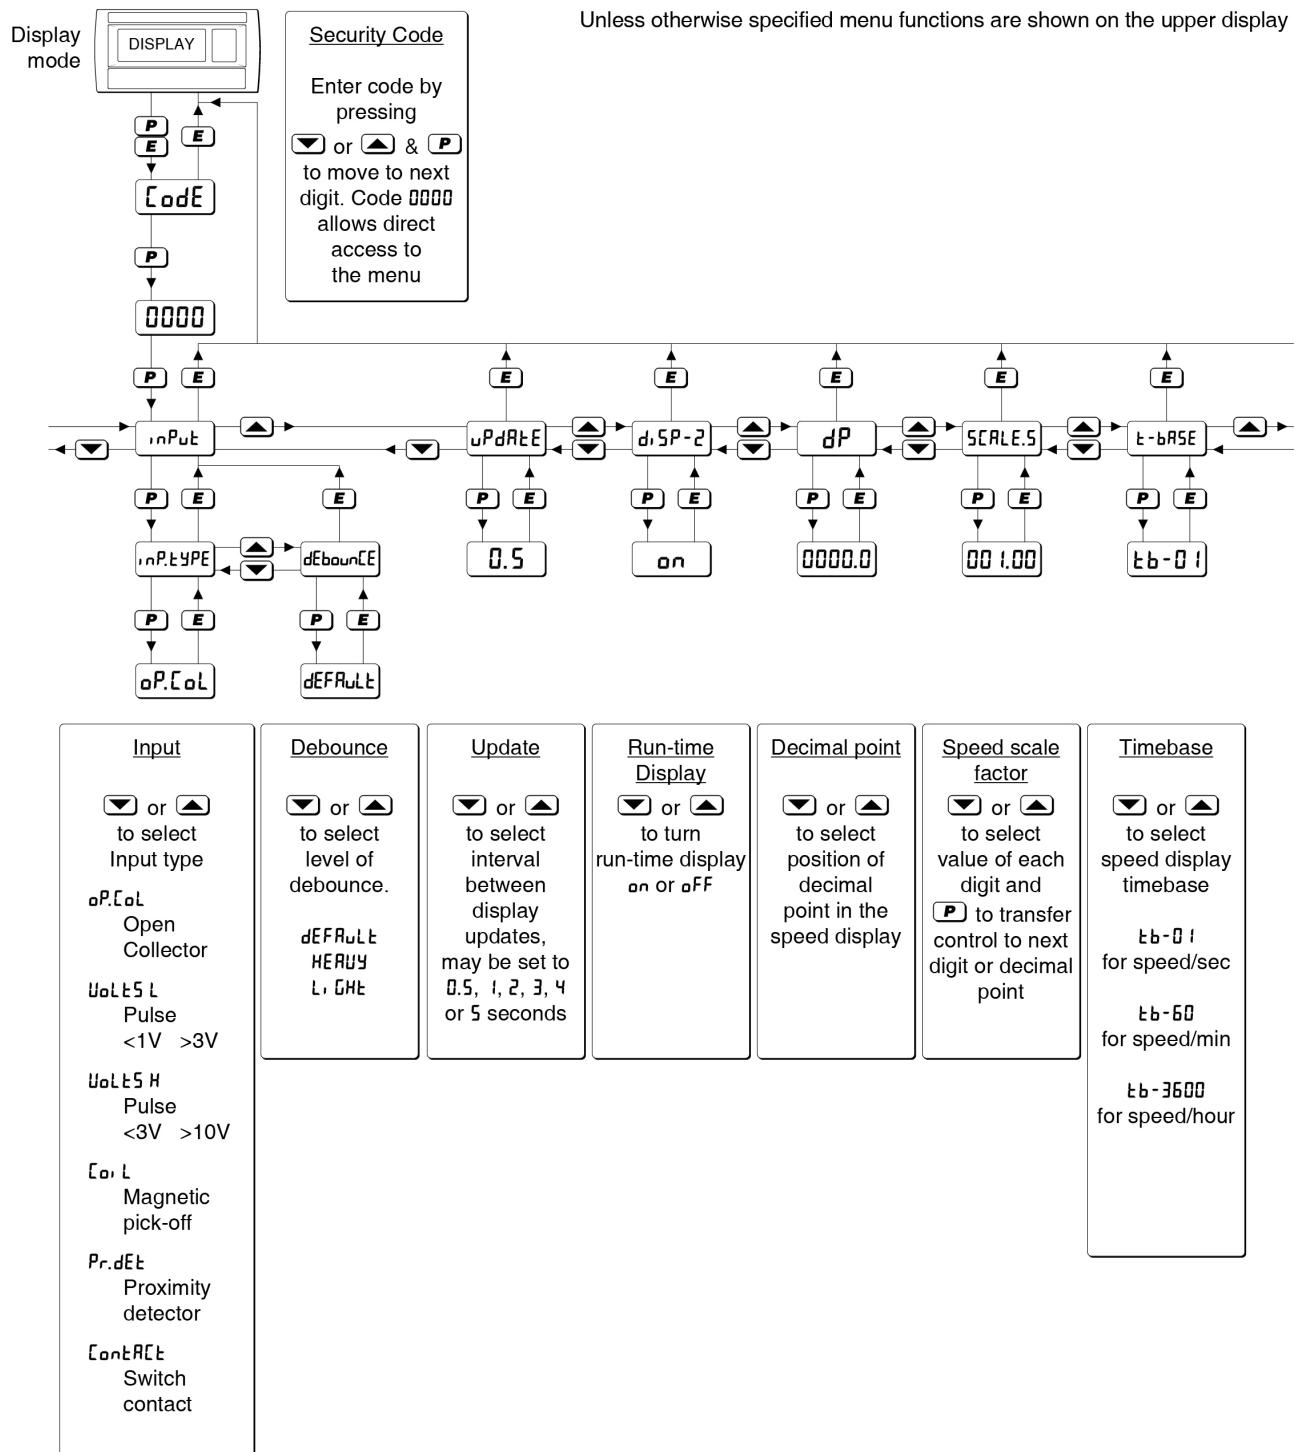 Unless otherwise specified menu functions are shown on the upper display
Display
mode
DISPLAY
P
E
E
CodE
P
0000
Security Code
Enter code by
pressing
or & P
to move to next
digit. Code 0000
allows direct
access to
the menu
P E E E E E E
inPut uPdAtE diSP-2 dP SCALE.S t-bASE
P E E P E P E P E P E P E
inP.tYPE dEbounCE 0.5 on 0000.0 001.00 tb-01
P E P E
oP.CoL dEFAuLt
Input
or
to select
Input type
oP.CoL
Open
Collector
VoLtS L
Pulse
<1V >3V
VoLtS H
Pulse
<3V >10V
CoiL
Magnetic
pick-off
Pr.dEt
Proximity
detector
ContACt
Switch
contact
Debounce
or
to select
level of
debounce.
dEFAuLt
HEAVY
LiGHt
Update
or
to select
interval
between
display
updates,
may be set to
0.5, 1, 2, 3, 4
or 5 seconds
Run-time
Display
or
to turn
run-time display
on or oFF
Decimal point
or
to select
position of
decimal
point in the
speed display
Speed scale
factor
or
to select
value of each
digit and
P to transfer
control to next
digit or decimal
point
Timebase
or
to select
speed display
timebase
tb-01
for speed/sec
tb-60
for speed/min
tb-3600
for speed/hour